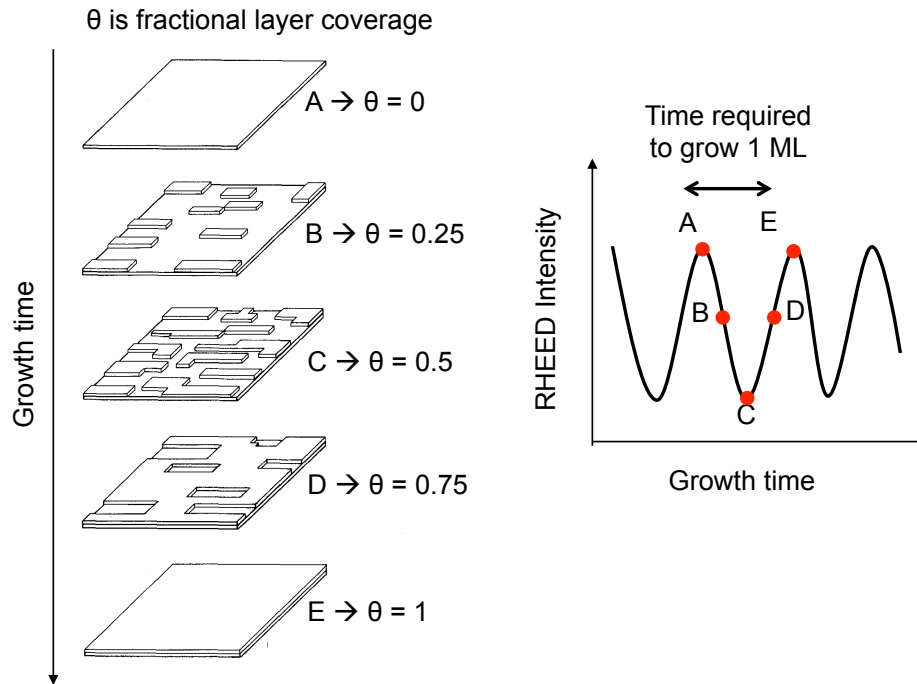 θ is fractional layer coverage
Growth time
A → θ = 0
B → θ = 0.25
C → θ = 0.5
D → θ = 0.75
E → θ = 1
Time required
to grow 1 ML
A
E
B
D
C
RHEED Intensity
Growth time